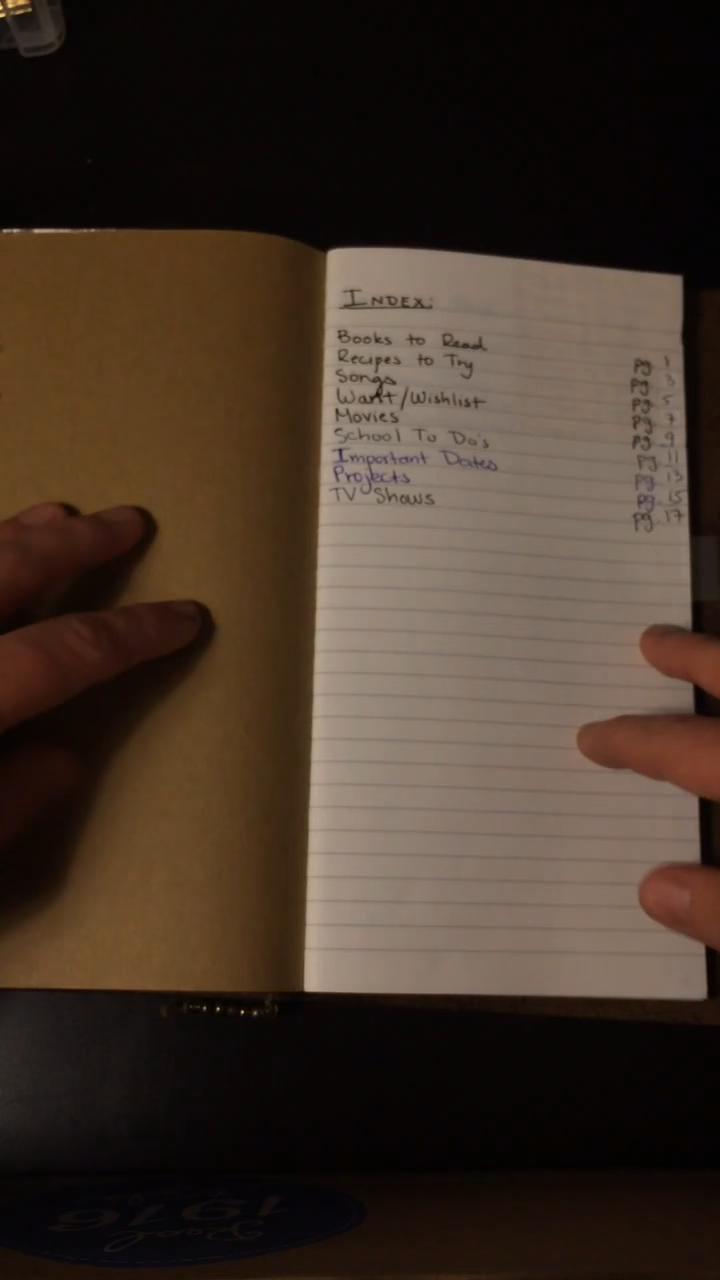 INDEX:
Books to Read pg 1
Recipes to Try pg 3
Songs pg 5
Want/Wishlist pg 7
Movies pg 9
School To Do's pg 11
Important Dates pg 13
Projects pg 15
TV Shows pg 17
1916